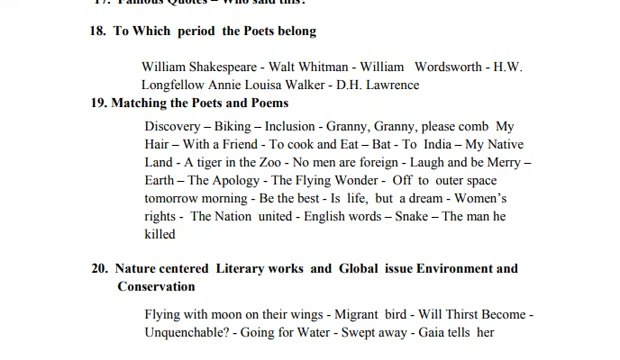 17. Famous Quotes – Who said this?
18. To Which period the Poets belong
William Shakespeare - Walt Whitman - William Wordsworth - H.W.
Longfellow Annie Louisa Walker - D.H. Lawrence
19. Matching the Poets and Poems
Discovery – Biking – Inclusion - Granny, Granny, please comb My
Hair – With a Friend - To cook and Eat – Bat - To India – My Native
Land - A tiger in the Zoo - No men are foreign - Laugh and be Merry –
Earth – The Apology - The Flying Wonder - Off to outer space
tomorrow morning - Be the best - Is life, but a dream - Women's
rights - The Nation united - English words – Snake – The man he
killed
20. Nature centered Literary works and Global issue Environment and
Conservation
Flying with moon on their wings - Migrant bird - Will Thirst Become -
Unquenchable? - Going for Water - Swept away - Gaia tells her